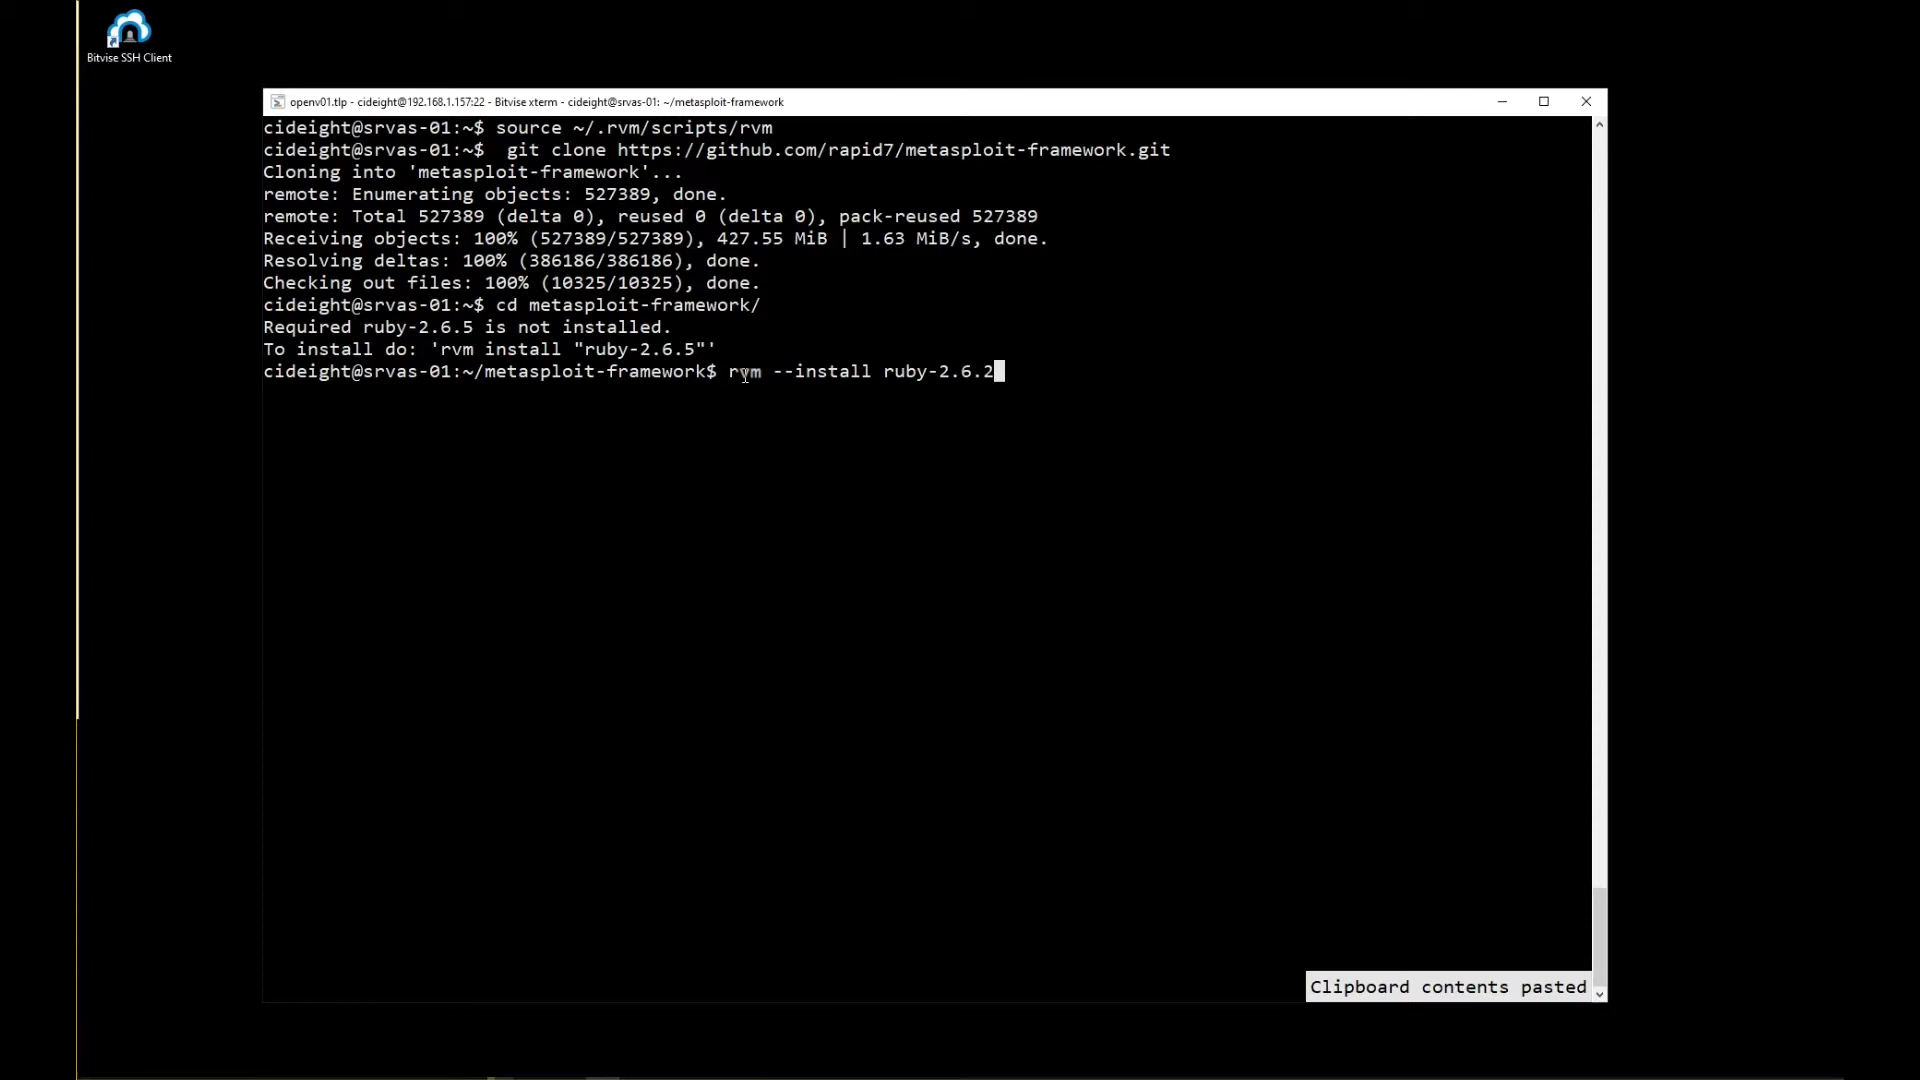 Bitvise SSH Client
openv01.tlp - cideight@192.168.1.157:22 - Bitvise xterm - cideight@srvas-01: ~/metasploit-framework
cideight@srvas-01:~$ source ~/.rvm/scripts/rvm
cideight@srvas-01:~$  git clone https://github.com/rapid7/metasploit-framework.git
Cloning into 'metasploit-framework'...
remote: Enumerating objects: 527389, done.
remote: Total 527389 (delta 0), reused 0 (delta 0), pack-reused 527389
Receiving objects: 100% (527389/527389), 427.55 MiB | 1.63 MiB/s, done.
Resolving deltas: 100% (386186/386186), done.
Checking out files: 100% (10325/10325), done.
cideight@srvas-01:~$ cd metasploit-framework/
Required ruby-2.6.5 is not installed.
To install do: 'rvm install "ruby-2.6.5"'
cideight@srvas-01:~/metasploit-framework$ rvm --install ruby-2.6.2
Clipboard contents pasted